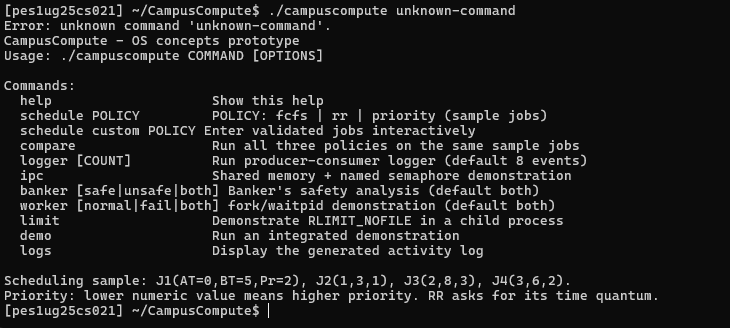 [pes1ug25cs021] ~/CampusCompute$ ./campuscompute unknown-command
Error: unknown command 'unknown-command'.
CampusCompute - OS concepts prototype
Usage: ./campuscompute COMMAND [OPTIONS]

Commands:
  help                   Show this help
  schedule POLICY        POLICY: fcfs | rr | priority (sample jobs)
  schedule custom POLICY Enter validated jobs interactively
  compare                Run all three policies on the same sample jobs
  logger [COUNT]         Run producer-consumer logger (default 8 events)
  ipc                    Shared memory + named semaphore demonstration
  banker [safe|unsafe|both] Banker's safety analysis (default both)
  worker [normal|fail|both] fork/waitpid demonstration (default both)
  limit                  Demonstrate RLIMIT_NOFILE in a child process
  demo                   Run an integrated demonstration
  logs                   Display the generated activity log

Scheduling sample: J1(AT=0,BT=5,Pr=2), J2(1,3,1), J3(2,8,3), J4(3,6,2).
Priority: lower numeric value means higher priority. RR asks for its time quantum.
[pes1ug25cs021] ~/CampusCompute$